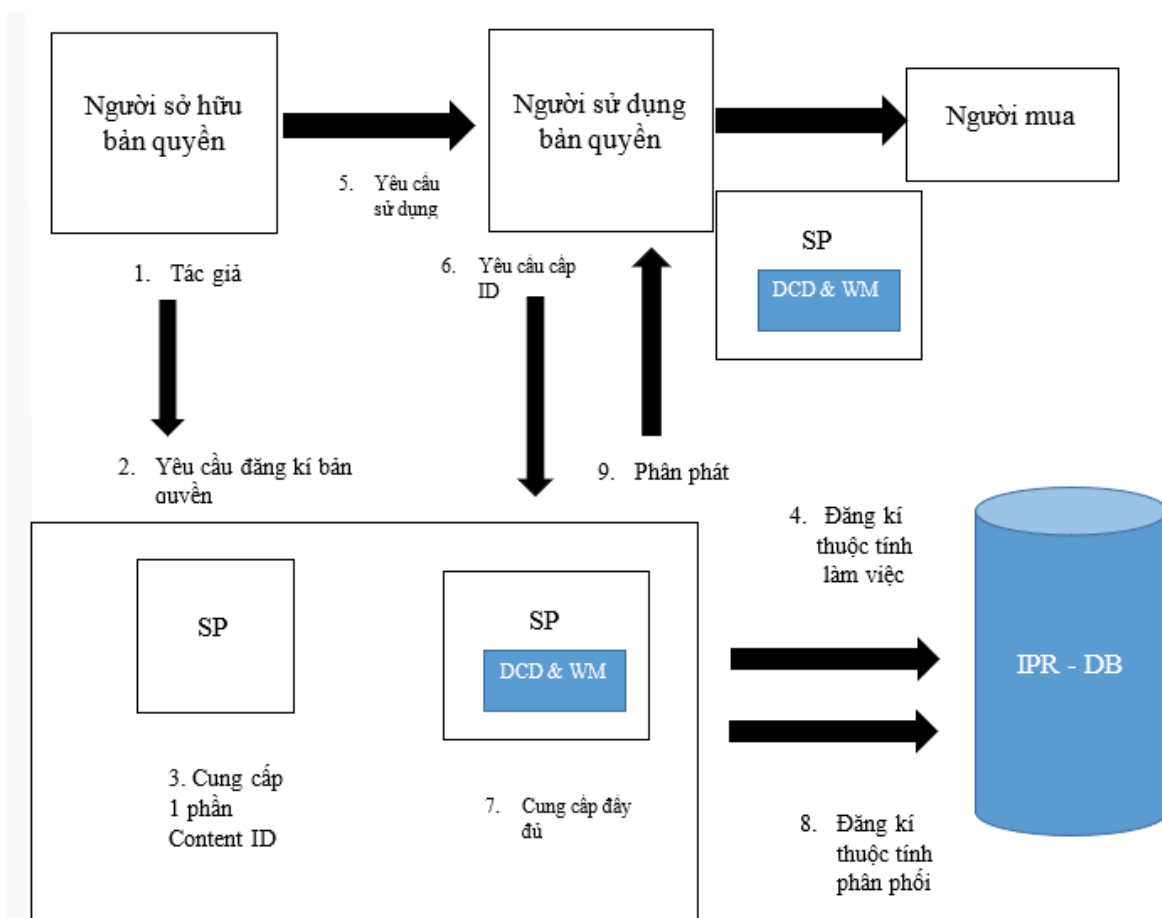 Người sở hữu
bản quyền
Người sử dụng
bản quyền
Người mua
5. Yêu cầu
sử dụng
SP
DCD & WM
1. Tác giả
6. Yêu cầu cấp
ID
2. Yêu cầu đăng kí bản
quyền
9. Phân phát
4. Đăng kí
thuộc tính
làm việc
SP
SP
DCD & WM
IPR - DB
3. Cung cấp
1 phần
Content ID
7. Cung cấp đầy
đủ
8. Đăng kí
thuộc tính
phân phối